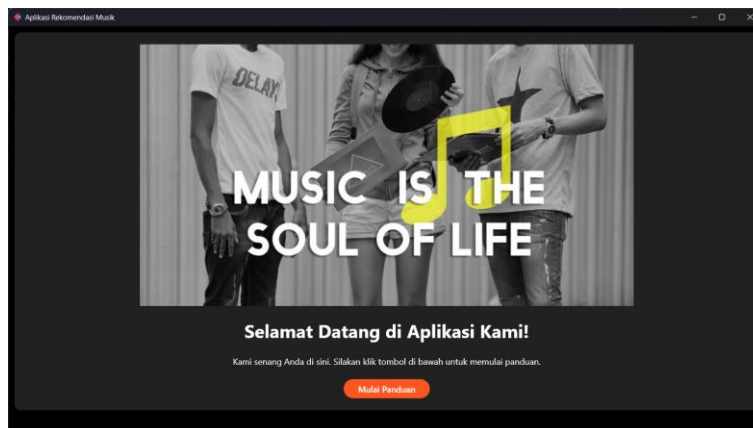 Aplikasi Rekomendasi Musik
DELAY
MUSIC IS THE
SOUL OF LIFE
Selamat Datang di Aplikasi Kami!
Kami senang Anda di sini. Silakan klik tombol di bawah untuk memulai panduan.
Mulai Panduan